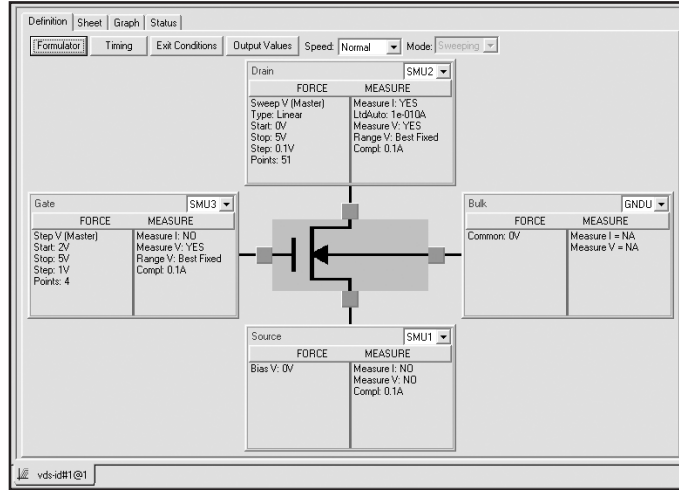 Definition Sheet Graph Status
Formulator Timing Exit Conditions Output Values Speed: Normal Mode: Sweeping
Drain SMU2
FORCE MEASURE
Sweep V (Master) Measure I: YES
Type: Linear LtdAuto: 1e-010A
Start: 0V Measure V: YES
Stop: 5V Range V: Best Fixed
Step: 0.1V Compl: 0.1A
Points: 51
Gate SMU3
FORCE MEASURE
Step V (Master) Measure I: NO
Start: 2V Measure V: YES
Stop: 5V Range V: Best Fixed
Step: 1V Compl: 0.1A
Points: 4
Bulk GNDU
FORCE MEASURE
Common: 0V Measure I = NA
Measure V = NA
Source SMU1
FORCE MEASURE
Bias V: 0V Measure I: NO
Measure V: NO
Compl: 0.1A
vds-id#1@1